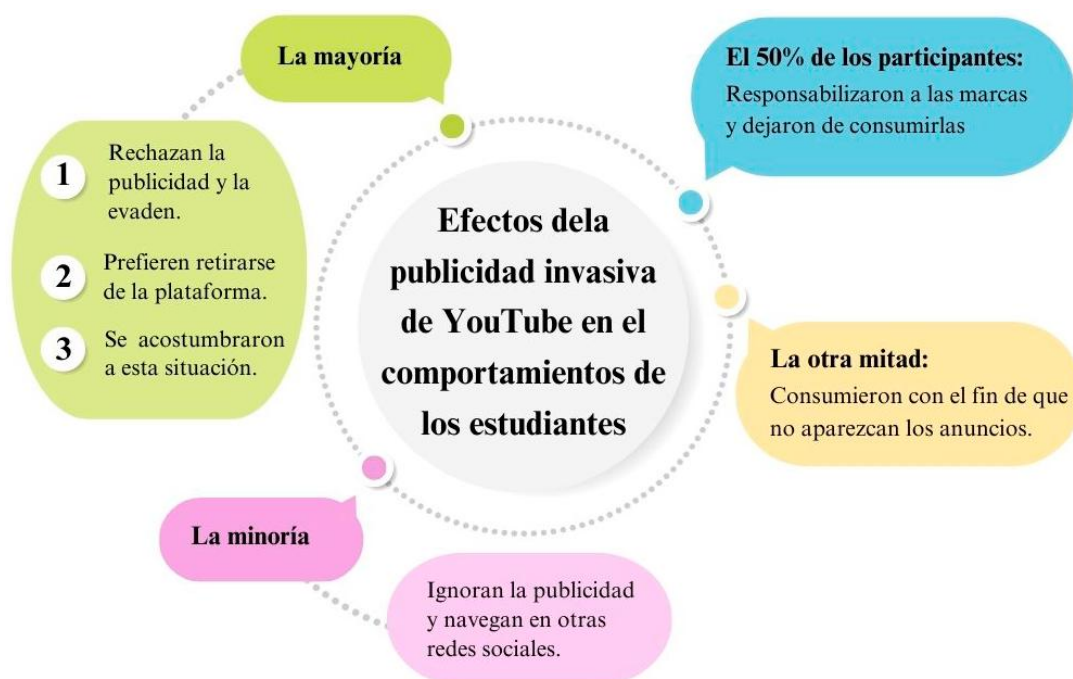 La mayoría
1
Rechazan la
publicidad y la
evaden.
2
Prefieren retirarse
de la plataforma.
3
Se acostumbraron
a esta situación.
El 50% de los participantes:
Responsabilizaron a las marcas
y dejaron de consumirlas
Efectos dela
publicidad invasiva
de YouTube en el
comportamientos de
los estudiantes
La otra mitad:
Consumieron con el fin de que
no aparezcan los anuncios.
La minoría
Ignoran la publicidad
y navegan en otras
redes sociales.